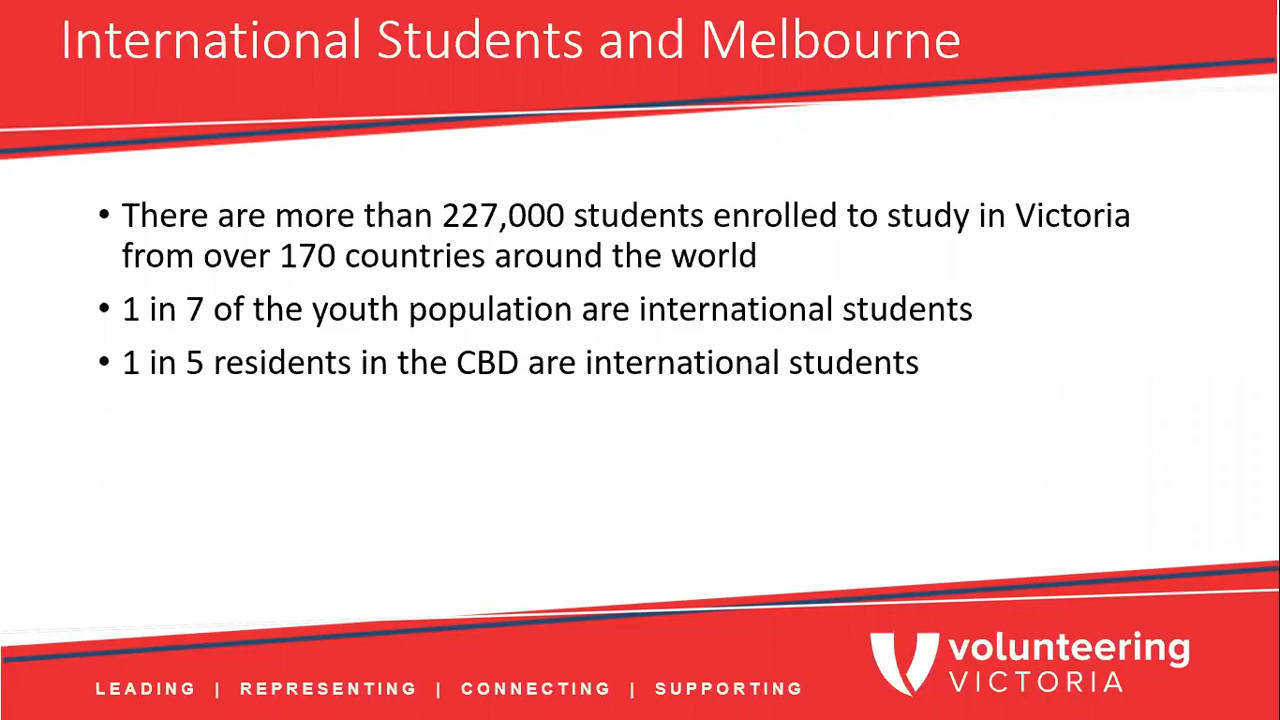 International Students and Melbourne
• There are more than 227,000 students enrolled to study in Victoria
from over 170 countries around the world
• 1 in 7 of the youth population are international students
• 1 in 5 residents in the CBD are international students
LEADING | REPRESENTING | CONNECTING | SUPPORTING
volunteering
VICTORIA